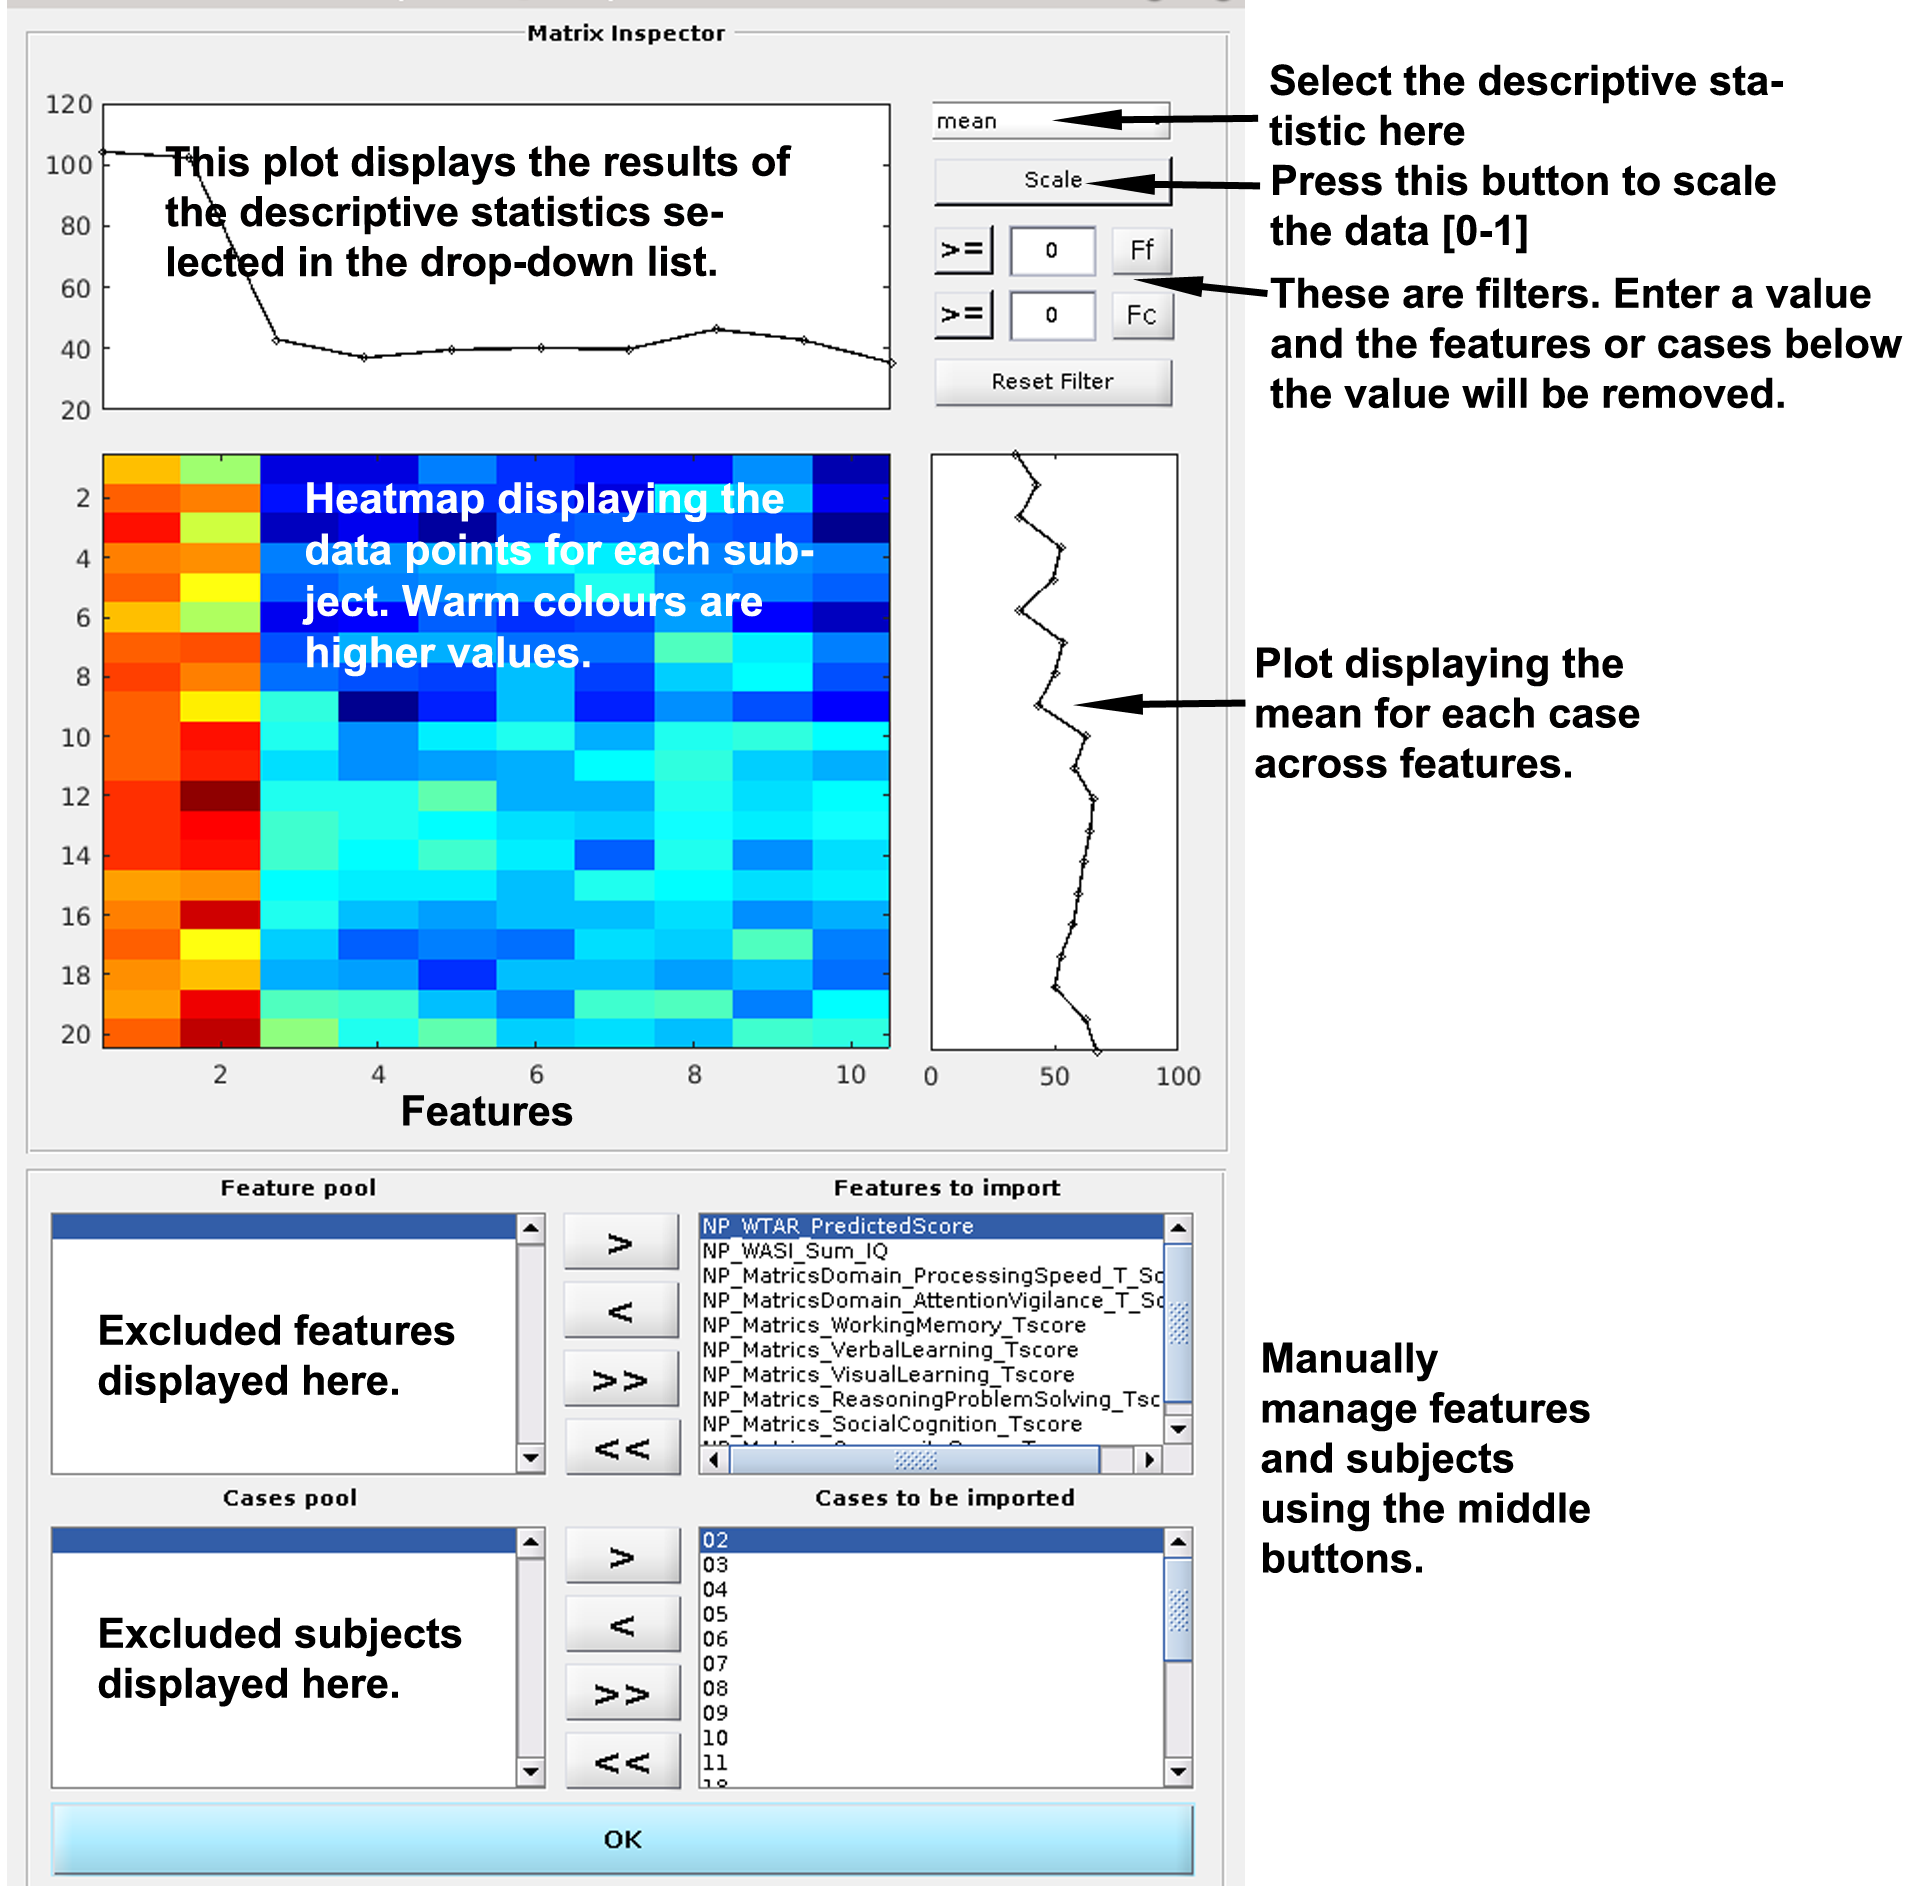 Matrix Inspector
120
100
80
60
40
20
This plot displays the results of
the descriptive statistics se-
lected in the drop-down list.
mean
Scale
>=
0
Ff
>=
0
Fc
Reset Filter
Select the descriptive sta-
tistic here
Press this button to scale
the data [0-1]
These are filters. Enter a value
and the features or cases below
the value will be removed.
2
4
6
8
10
12
14
16
18
20
Heatmap displaying the
data points for each sub-
ject. Warm colours are
higher values.
2
4
6
8
10
Features
0
50
100
Plot displaying the
mean for each case
across features.
Feature pool
Excluded features
displayed here.
>
<
>>
<<
Features to import
NP_WTAR_PredictedScore
NP_WASI_Sum_IQ
NP_MatricsDomain_ProcessingSpeed_T_Sc
NP_MatricsDomain_AttentionVigilance_T_Sc
NP_Matrics_WorkingMemory_Tscore
NP_Matrics_VerbalLearning_Tscore
NP_Matrics_VisualLearning_Tscore
NP_Matrics_ReasoningProblemSolving_Tsc
NP_Matrics_SocialCognition_Tscore
Cases pool
Excluded subjects
displayed here.
>
<
>>
<<
Cases to be imported
02
03
04
05
06
07
08
09
10
11
Manually
manage features
and subjects
using the middle
buttons.
OK